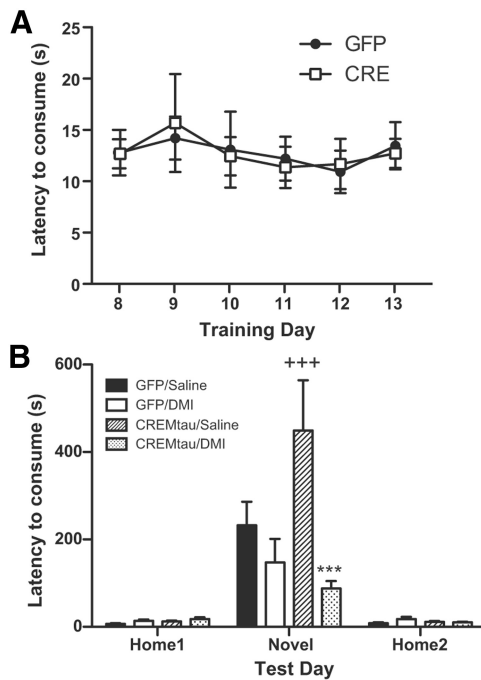 A
25
20
15
10
5
0
Latency to consume (s)
GFP
CRE
8 9 10 11 12 13
Training Day
B
600
400
200
0
Latency to consume (s)
GFP/Saline
GFP/DMI
CREMtau/Saline
CREMtau/DMI
+++
***
Home1 Novel Home2
Test Day